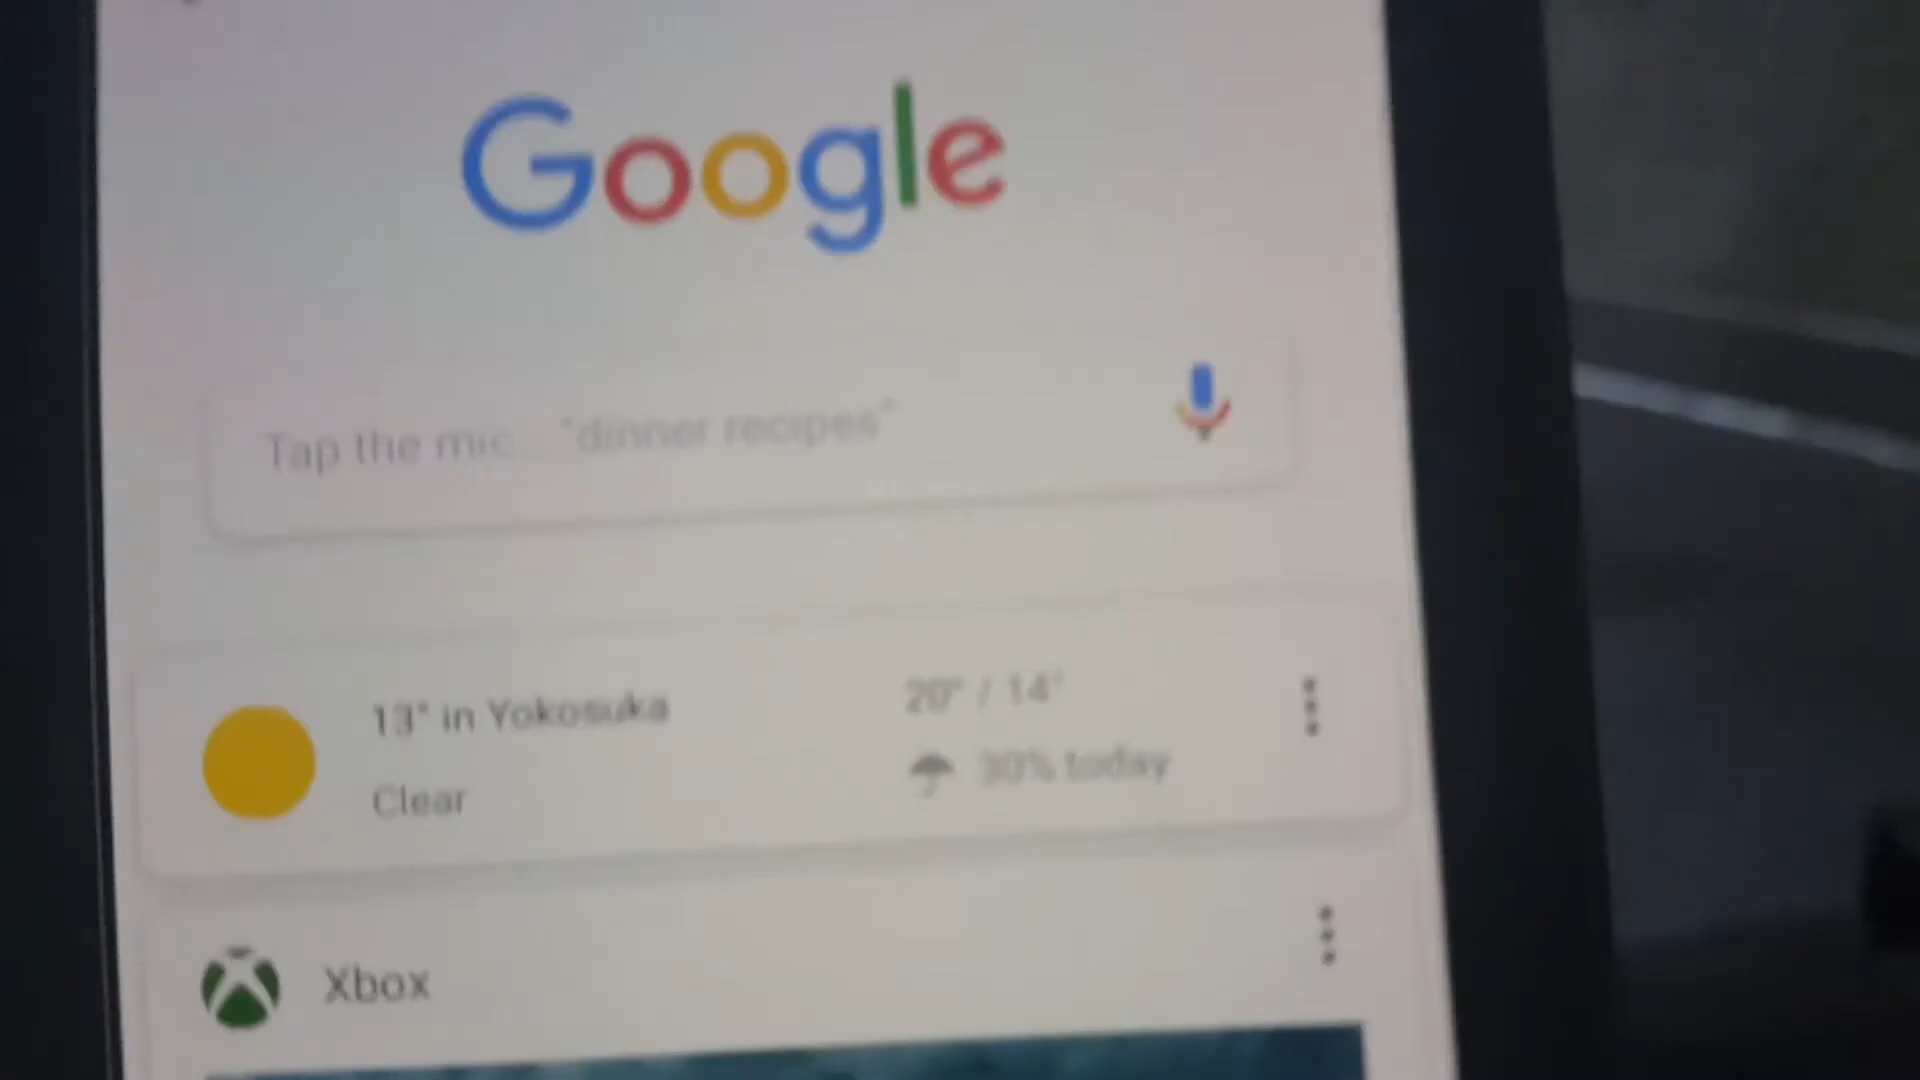 Google
Tap the mic... "dinner recipes"
13° in Yokosuka
Clear
20° / 14°
30% today
Xbox